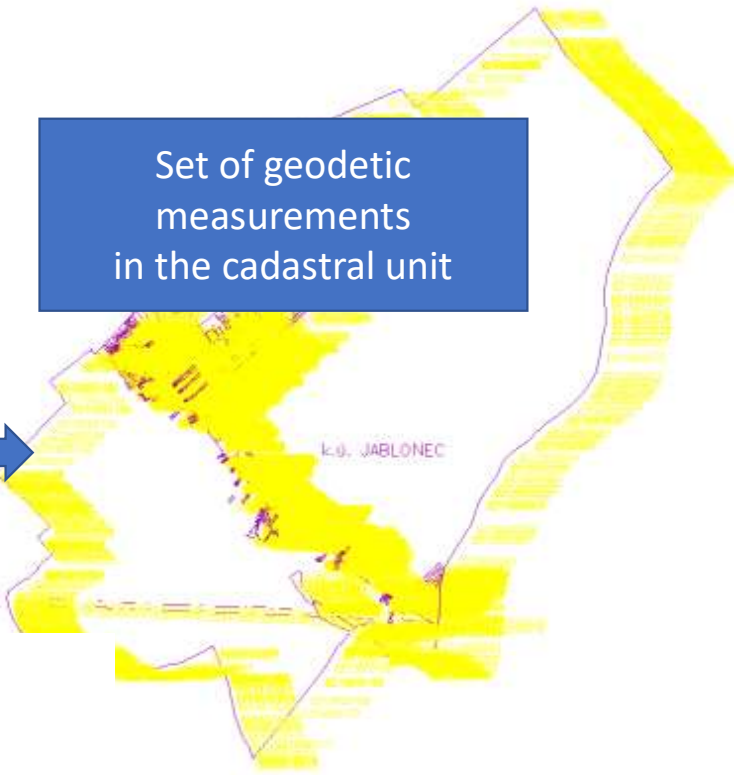 Set of geodetic
measurements
in the cadastral unit
k.ú. JABLONEC